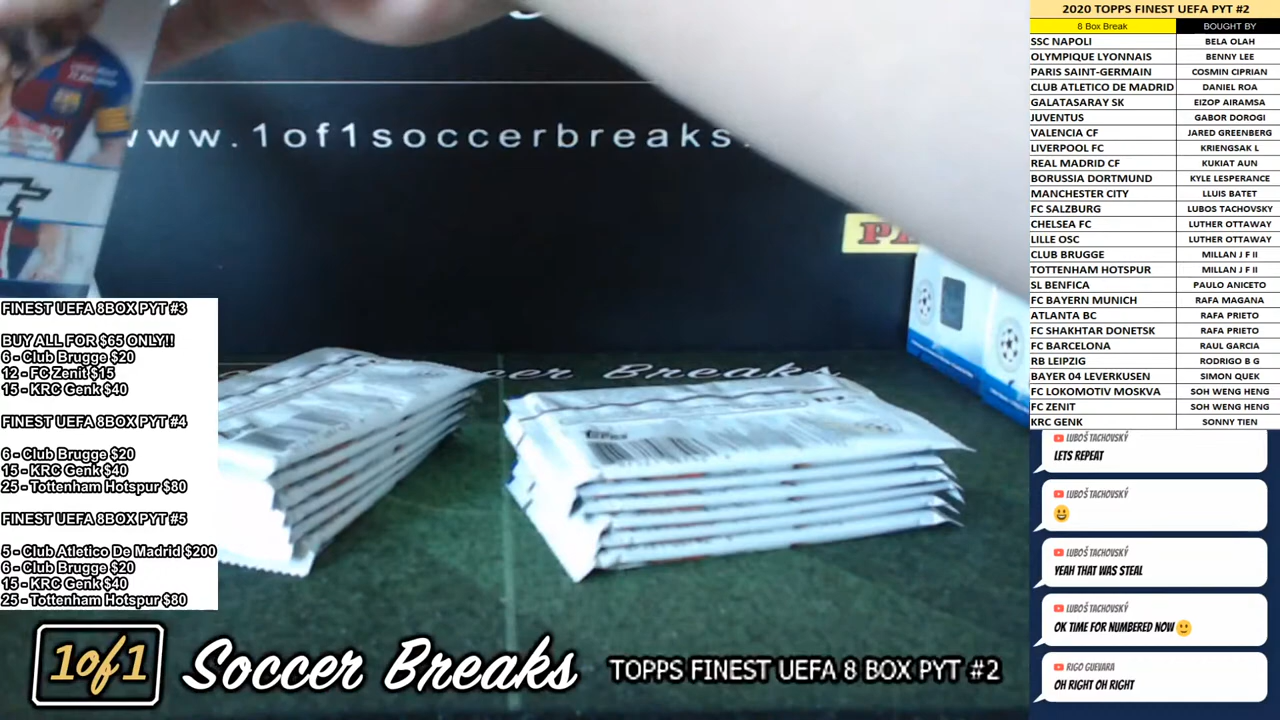 www.1of1soccerbreaks.
FINEST UEFA 8BOX PYT #3
BUY ALL FOR $65 ONLY!!
6 - Club Brugge $20
12 - FC Zenit $15
15 - KRC Genk $40
FINEST UEFA 8BOX PYT #4
6 - Club Brugge $20
15 - KRC Genk $40
25 - Tottenham Hotspur $80
FINEST UEFA 8BOX PYT #5
5 - Club Atletico De Madrid $200
6 - Club Brugge $20
15 - KRC Genk $40
25 - Tottenham Hotspur $80
Breaks
1of1 Soccer Breaks
TOPPS FINEST UEFA 8 BOX PYT #2
2020 TOPPS FINEST UEFA PYT #2
8 Box Break BOUGHT BY
SSC NAPOLI BELA OLAH
OLYMPIQUE LYONNAIS BENNY LEE
PARIS SAINT-GERMAIN COSMIN CIPRIAN
CLUB ATLETICO DE MADRID DANIEL ROA
GALATASARAY SK EIZOP AIRAMSA
JUVENTUS GABOR DOROGI
VALENCIA CF JARED GREENBERG
LIVERPOOL FC KRIENGSAK L
REAL MADRID CF KUKIAT AUN
BORUSSIA DORTMUND KYLE LESPERANCE
MANCHESTER CITY LLUIS BATET
FC SALZBURG LUBOS TACHOVSKY
CHELSEA FC LUTHER OTTAWAY
LILLE OSC LUTHER OTTAWAY
CLUB BRUGGE MILLAN J F II
TOTTENHAM HOTSPUR MILLAN J F II
SL BENFICA PAULO ANICETO
FC BAYERN MUNICH RAFA MAGANA
ATLANTA BC RAFA PRIETO
FC SHAKHTAR DONETSK RAFA PRIETO
FC BARCELONA RAUL GARCIA
RB LEIPZIG RODRIGO B G
BAYER 04 LEVERKUSEN SIMON QUEK
FC LOKOMOTIV MOSKVA SOH WENG HENG
FC ZENIT SOH WENG HENG
KRC GENK SONNY TIEN
LUBOŠ TACHOVSKÝ
LETS REPEAT
LUBOŠ TACHOVSKÝ
LUBOŠ TACHOVSKÝ
YEAH THAT WAS STEAL
LUBOŠ TACHOVSKÝ
OK TIME FOR NUMBERED NOW
RIGO GUEVARA
OH RIGHT OH RIGHT